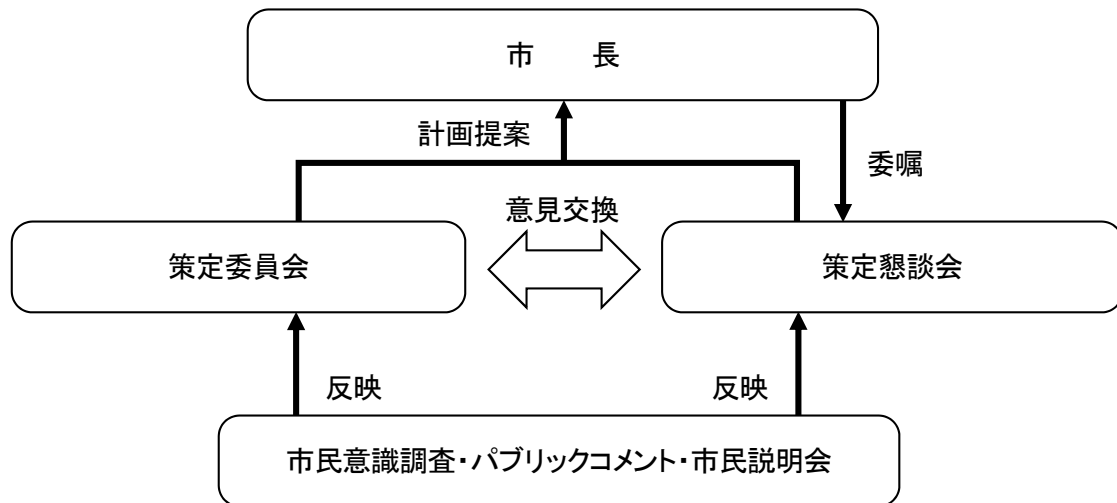 市　　長
計画提案
委嘱
意見交換
策定委員会
策定懇談会
反映
反映
市民意識調査・パブリックコメント・市民説明会